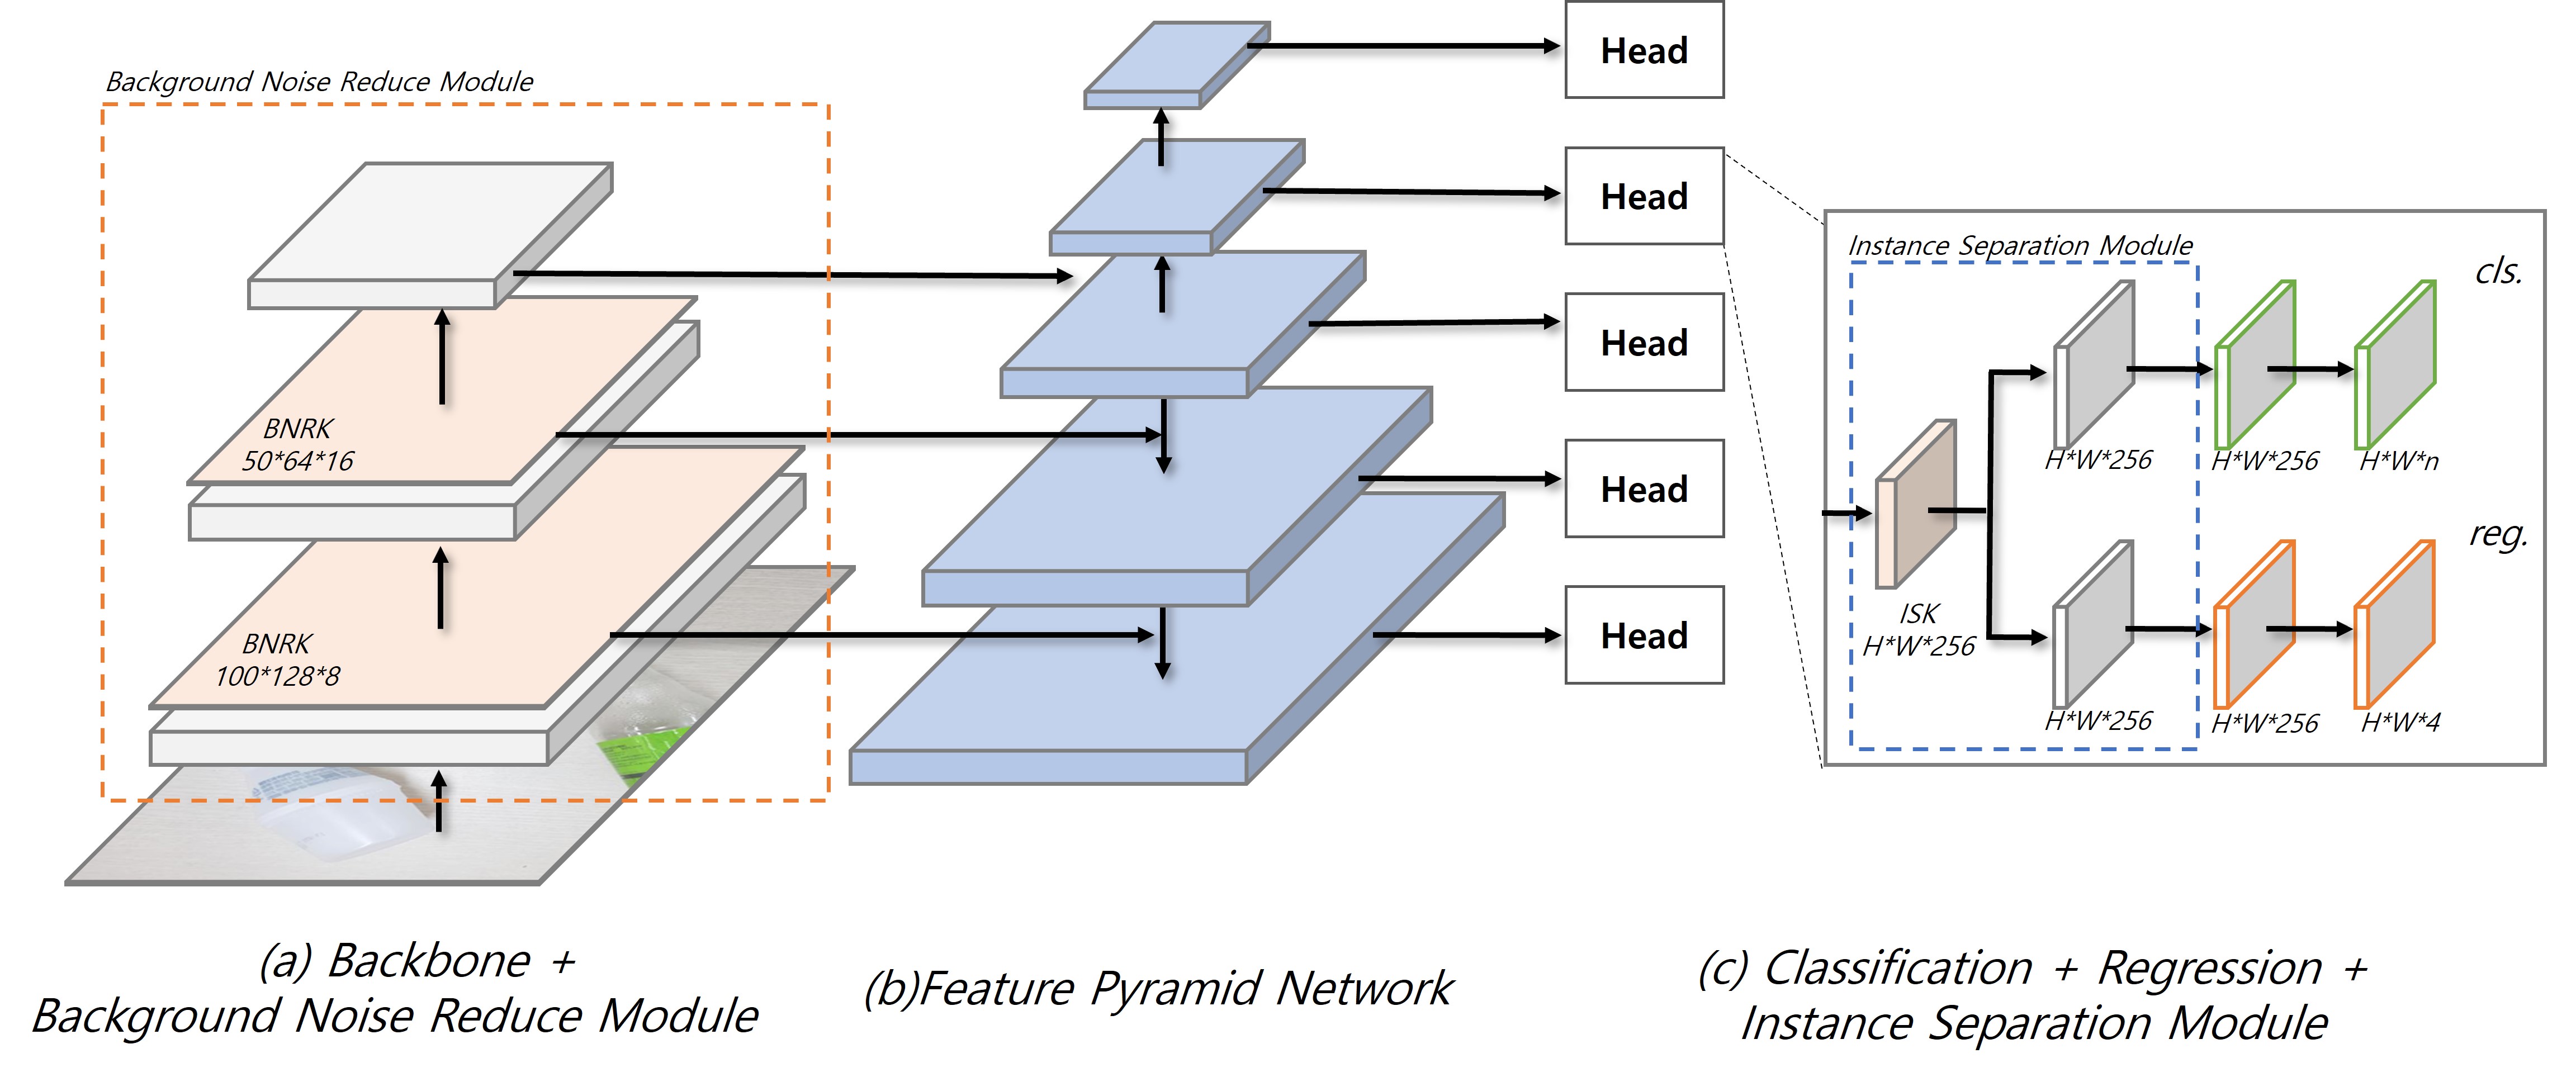 Background Noise Reduce Module
BNRK
50*64*16
BNRK
100*128*8
Head
Head
Head
Head
Head
Instance Separation Module
cls.
H*W*256
H*W*256
H*W*n
reg.
ISK
H*W*256
H*W*256
H*W*256
H*W*4
(a) Backbone +
Background Noise Reduce Module
(b)Feature Pyramid Network
(c) Classification + Regression +
Instance Separation Module